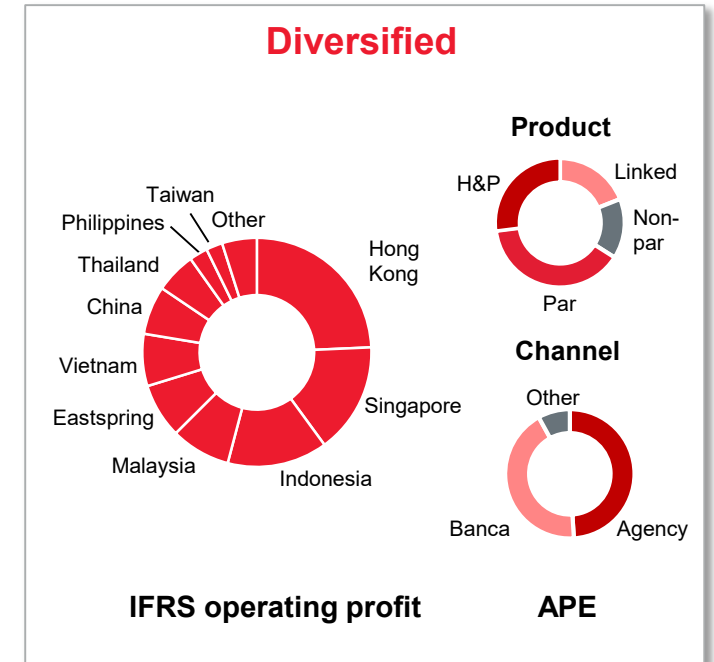 Diversified
Taiwan
Philippines
Other
Thailand
China
Vietnam
Eastspring
Malaysia
Indonesia
Singapore
Hong
Kong
IFRS operating profit
Product
H&P
Linked
Non-
par
Par
Channel
Other
Banca
Agency
APE